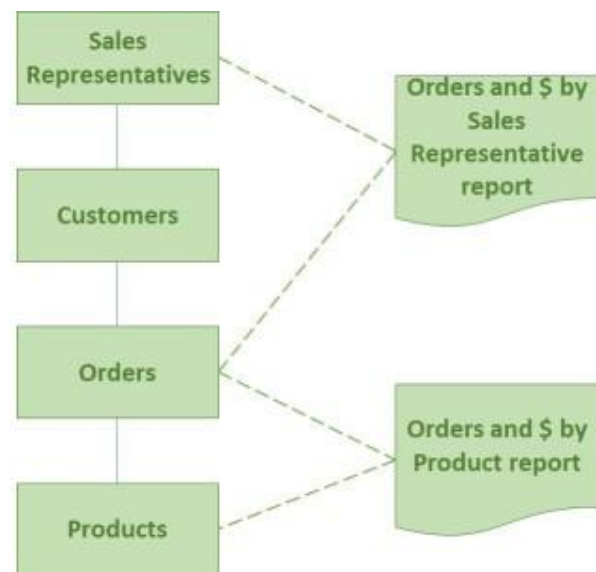 Sales
Representatives
Orders and $ by
Sales
Representative
report
Customers
Orders
Orders and $ by
Product report
Products